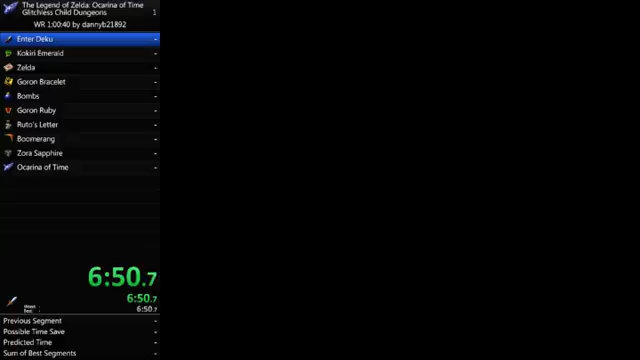 The Legend of Zelda: Ocarina of Time
Glitchless Child Dungeons 1
WR 1:00:40 by dannyb21892
Enter Deku -
Kokiri Emerald -
Zelda -
Goron Bracelet -
Bombs -
Goron Ruby -
Ruto's Letter -
Boomerang -
Zora Sapphire -
Ocarina of Time -
6:50.7
6:50.7
6:50.7
Previous Segment -
Possible Time Save -
Predicted Time -
Sum of Best Segments -